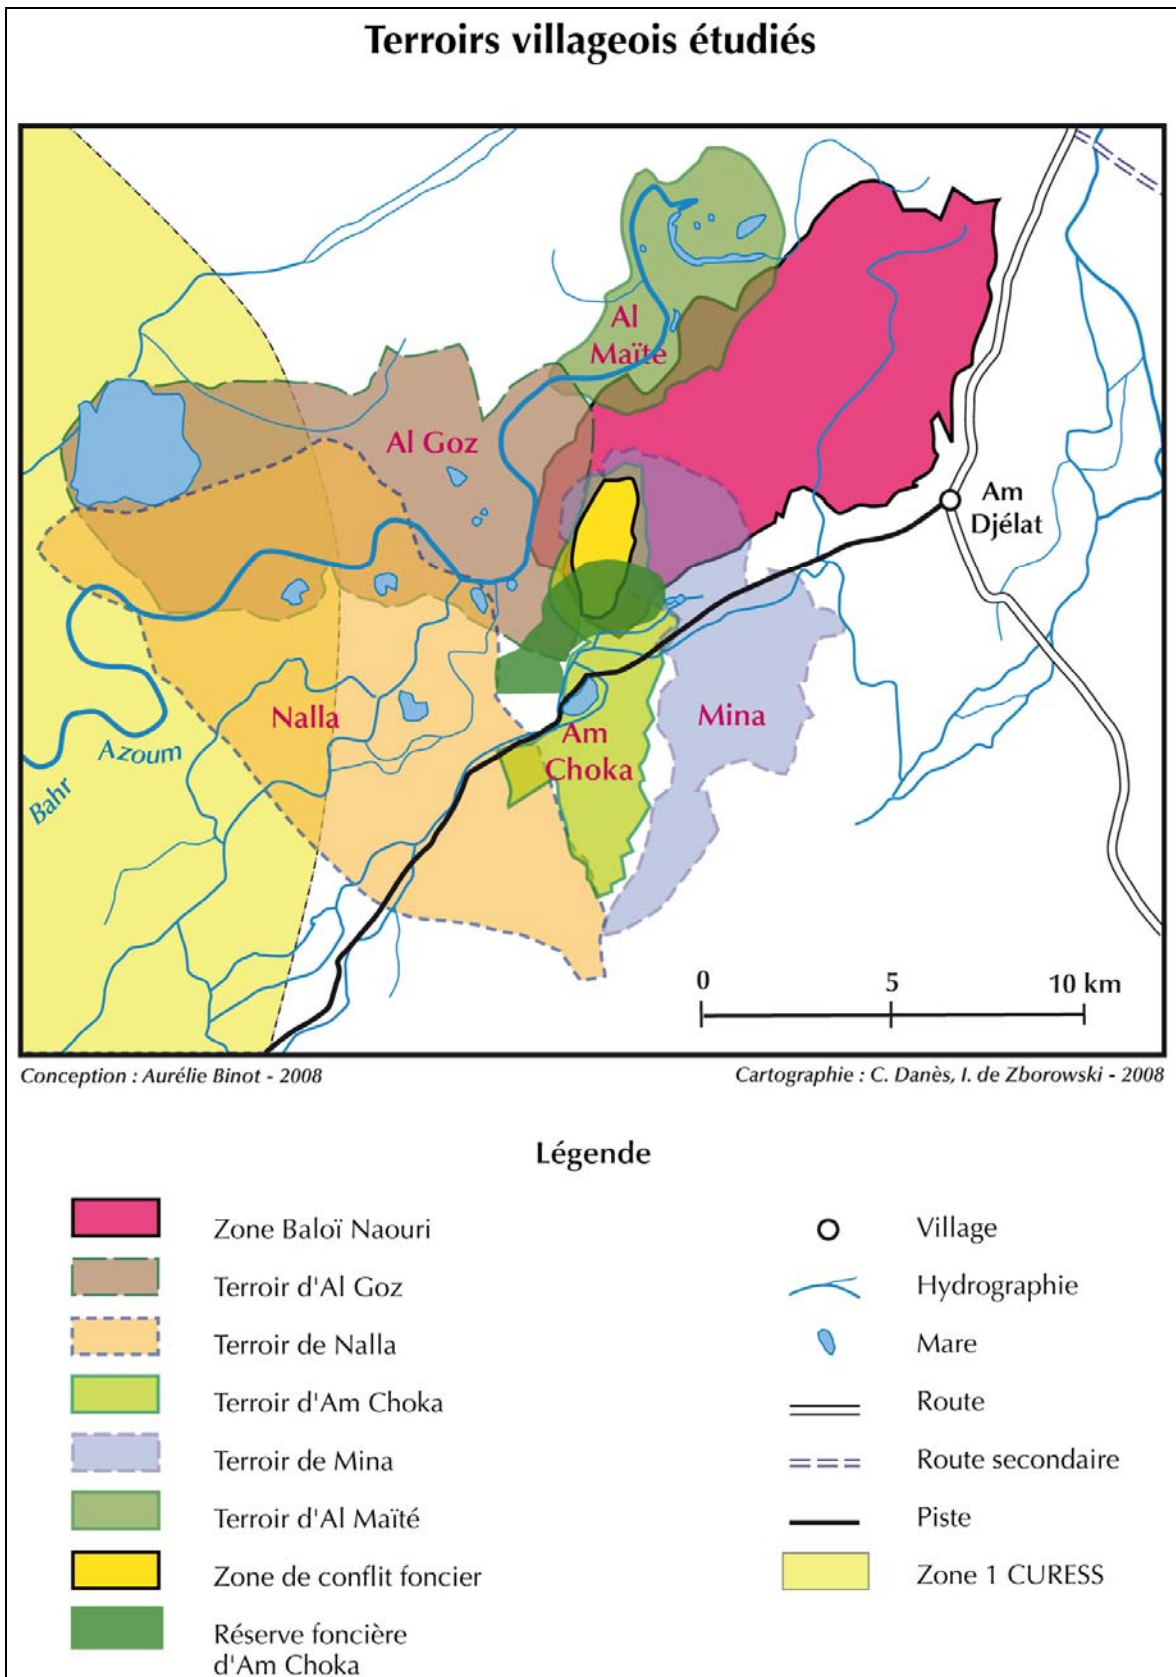 Terroirs villageois étudiés
Al
Maïte
Al Goz
Am
Djélat
Nalla
Mina
Am
Choka
Azoum
Bahr
0
5
10 km
Conception : Aurélie Binot - 2008
Cartographie : C. Danès, I. de Zborowski - 2008
Légende
Zone Baloï Naouri
Terroir d'Al Goz
Terroir de Nalla
Terroir d'Am Choka
Terroir de Mina
Terroir d'Al Maïté
Zone de conflit foncier
Réserve foncière
d'Am Choka
Village
Hydrographie
Mare
Route
Route secondaire
Piste
Zone 1 CURESS